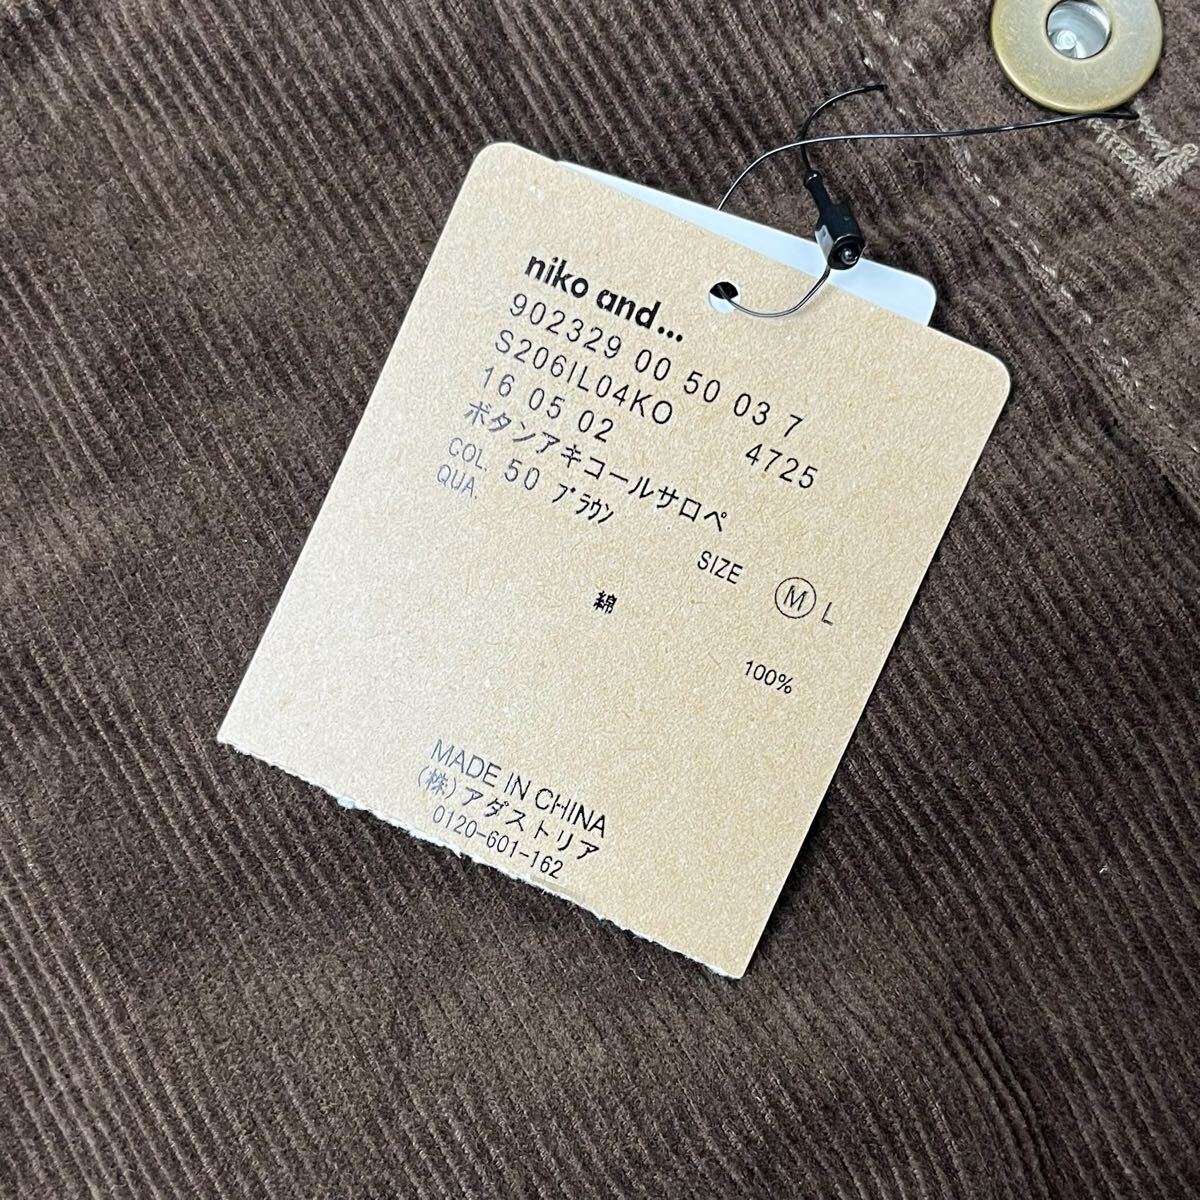 niko and...
902329 00 50 03 7
S206IL04KO 4725
16 05 02
ボタンアキコールサロペ
COL. 50 ブラウン
QUA.
SIZE Ⓜ L
綿 100%
MADE IN CHINA
(株)アダストリア
0120-601-162